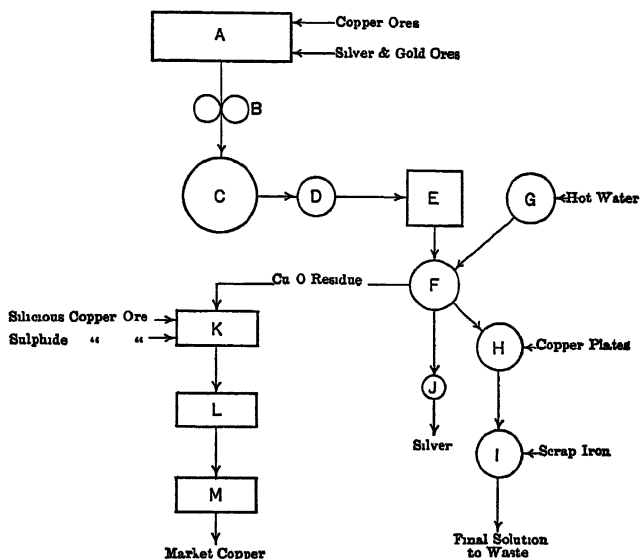 Copper Ores
A
Silver & Gold Ores
B
C
D
E
G
Hot Water
Cu O Residue
F
Silicious Copper Ore
Sulphide “ “
K
H
Copper Plates
J
L
Silver
I
Scrap Iron
M
Market Copper
Final Solution
to Waste